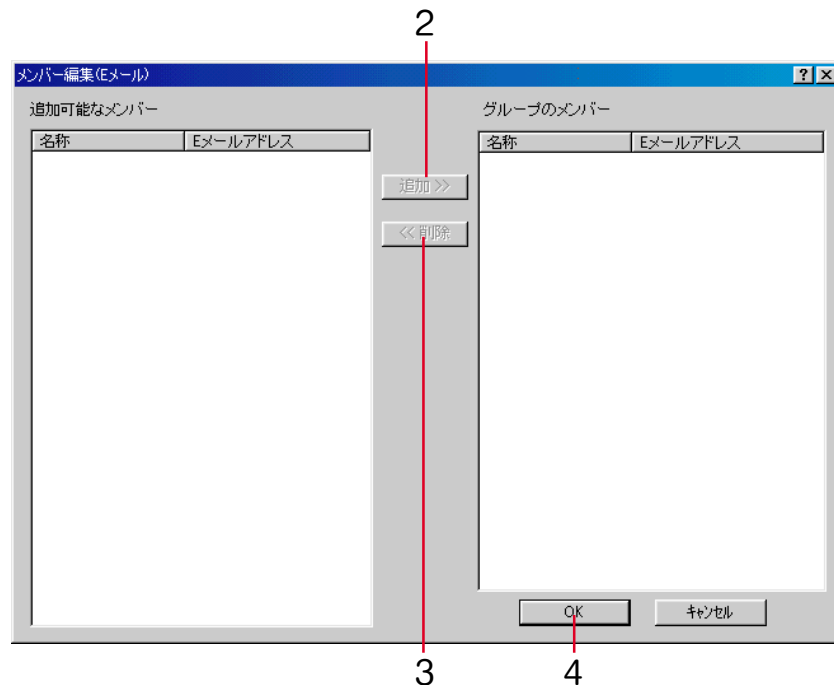 2
メンバー編集(Eメール)
追加可能なメンバー
グループのメンバー
名称 Eメールアドレス
名称 Eメールアドレス
追加 >>
<< 削除
OK キャンセル
3 4